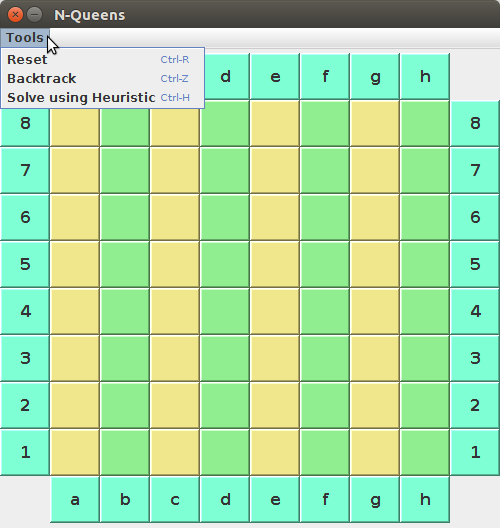 N-Queens
Tools
Reset Ctrl-R
Backtrack Ctrl-Z
Solve using Heuristic Ctrl-H
d e f g h
8 8
7 7
6 6
5 5
4 4
3 3
2 2
1 1
a b c d e f g h